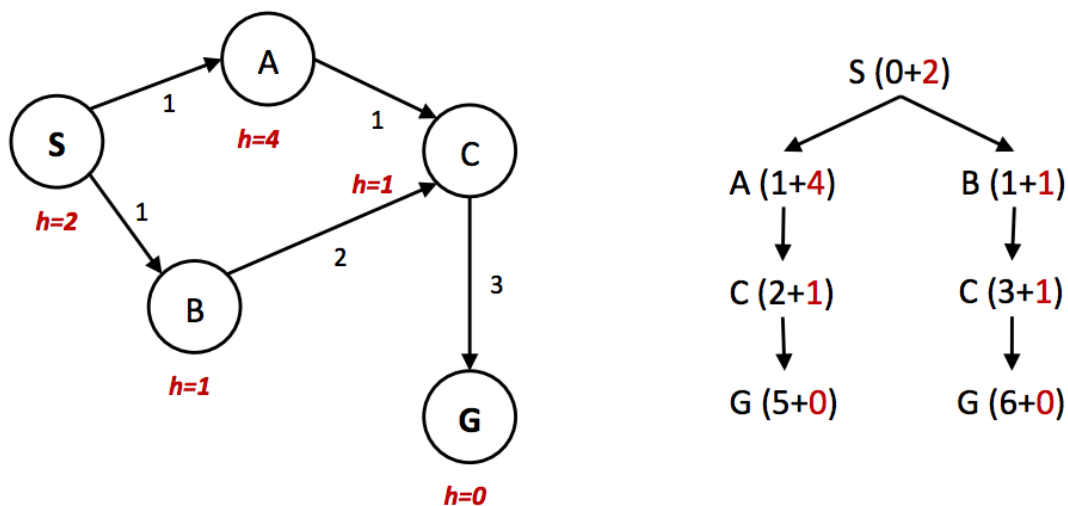 A
1
h=4
1
S
h=2
C
h=1
1
2
B
h=1
3
G
h=0
S (0+2)
A (1+4) B (1+1)
C (2+1) C (3+1)
G (5+0) G (6+0)